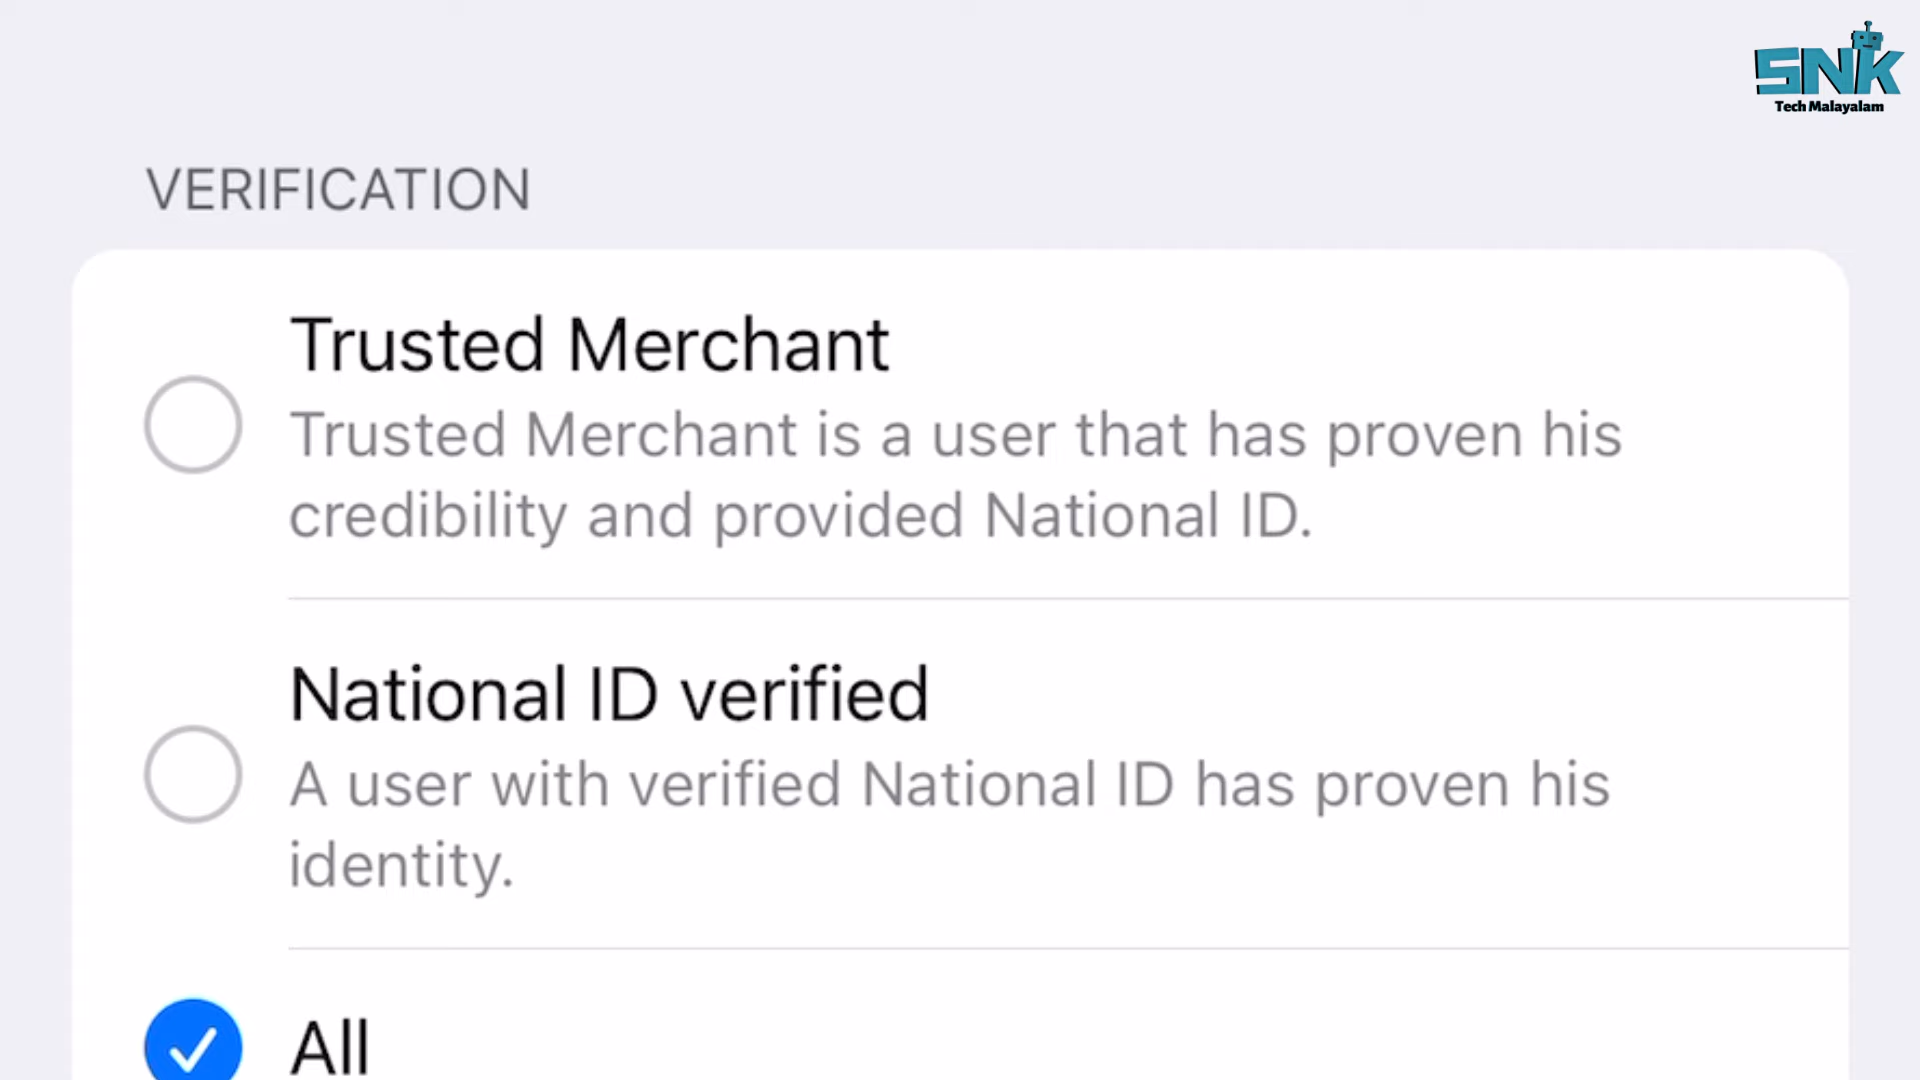 SNK
Tech Malayalam
VERIFICATION
Trusted Merchant
Trusted Merchant is a user that has proven his
credibility and provided National ID.
National ID verified
A user with verified National ID has proven his
identity.
All